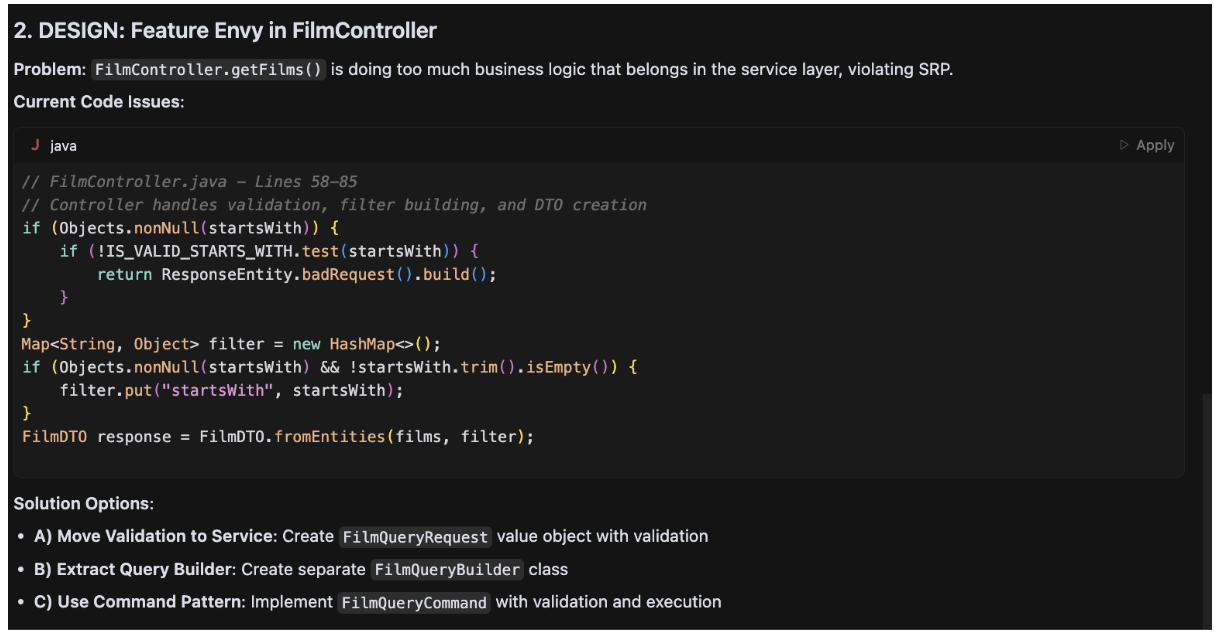 2. DESIGN: Feature Envy in FilmController
Problem: FilmController.getFilms() is doing too much business logic that belongs in the service layer, violating SRP.
Current Code Issues:
J java
Apply
// FilmController.java – Lines 58–85
// Controller handles validation, filter building, and DTO creation
if (Objects.nonNull(startsWith)) {
    if (!IS_VALID_STARTS_WITH.test(startsWith)) {
        return ResponseEntity.badRequest().build();
    }
}
Map<String, Object> filter = new HashMap<>();
if (Objects.nonNull(startsWith) && !startsWith.trim().isEmpty()) {
    filter.put("startsWith", startsWith);
}
FilmDTO response = FilmDTO.fromEntities(films, filter);
Solution Options:
• A) Move Validation to Service: Create FilmQueryRequest value object with validation
• B) Extract Query Builder: Create separate FilmQueryBuilder class
• C) Use Command Pattern: Implement FilmQueryCommand with validation and execution